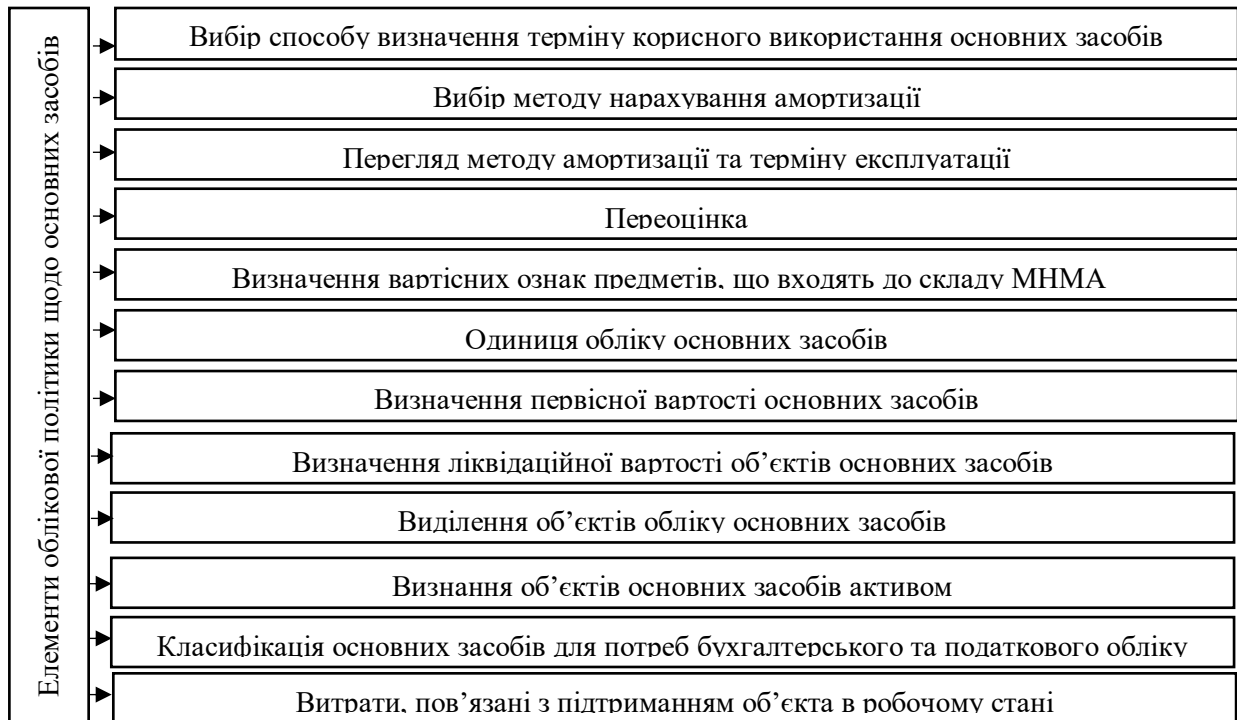 Елементи облікової політики щодо основних засобів
Вибір способу визначення терміну корисного використання основних засобів
Вибір методу нарахування амортизації
Перегляд методу амортизації та терміну експлуатації
Переоцінка
Визначення вартісних ознак предметів, що входять до складу МНМА
Одиниця обліку основних засобів
Визначення первісної вартості основних засобів
Визначення ліквідаційної вартості об’єктів основних засобів
Виділення об’єктів обліку основних засобів
Визнання об’єктів основних засобів активом
Класифікація основних засобів для потреб бухгалтерського та податкового обліку
Витрати, пов’язані з підтриманням об’єкта в робочому стані